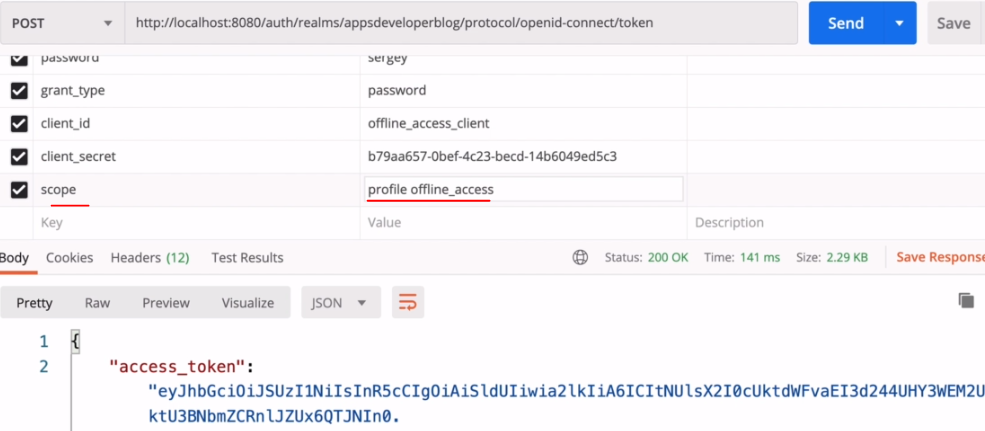 POST http://localhost:8080/auth/realms/appsdeveloperblog/protocol/openid-connect/token Send Save
password sergey
grant_type password
client_id offline_access_client
client_secret b79aa657-0bef-4c23-becd-14b6049ed5c3
scope profile offline_access
Key Value Description
Body Cookies Headers (12) Test Results Status: 200 OK Time: 141 ms Size: 2.29 KB Save Response
Pretty Raw Preview Visualize JSON
1 {
2 "access_token":
"eyJhbGciOiJSUzI1NiIsInR5cCIgOiAiSldUIiwia2lkIiA6ICItNUlsX2I0cUktdWFvaEI3d244UHY3WEM2U
ktU3BNbmZCRnlJZUx6QTJNIn0.